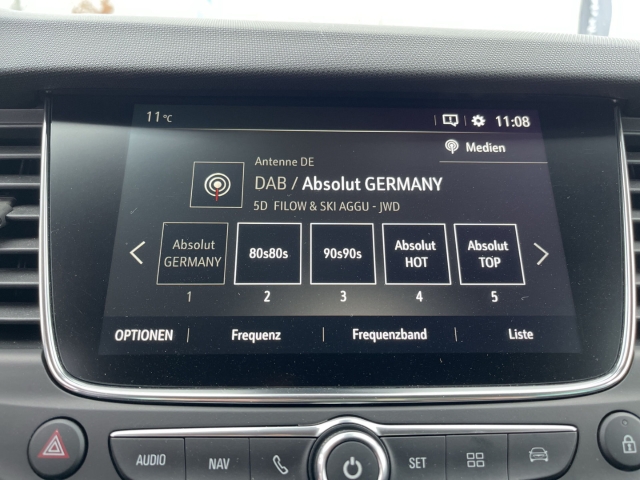 11°C 11:08
Medien
Antenne DE
DAB / Absolut GERMANY
5D FILOW & SKI AGGU - JWD
Absolut GERMANY
80s80s
90s90s
Absolut HOT
Absolut TOP
1 2 3 4 5
OPTIONEN Frequenz Frequenzband Liste
AUDIO NAV SET